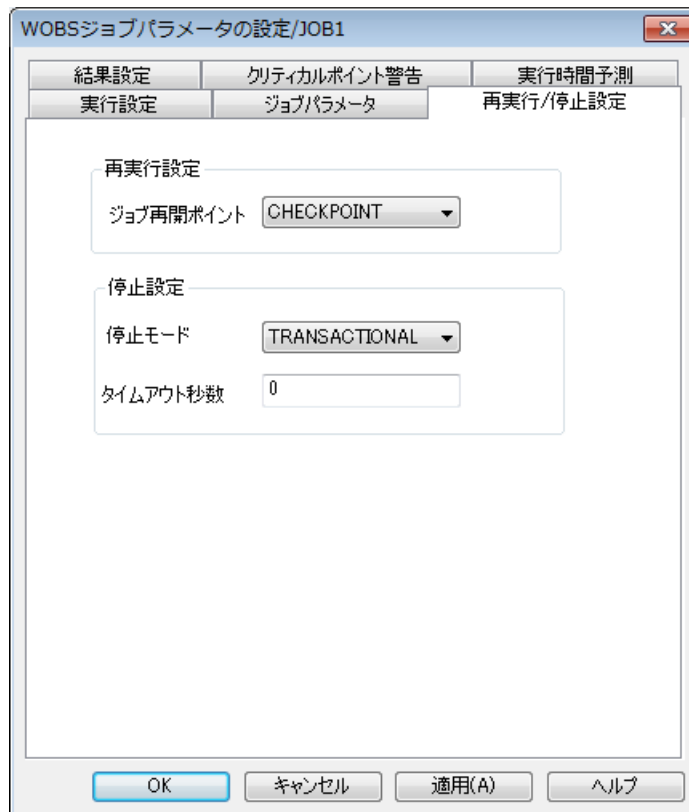 WOBSジョブパラメータの設定/JOB1
結果設定 クリティカルポイント警告 実行時間予測
実行設定 ジョブパラメータ 再実行/停止設定
再実行設定
ジョブ再開ポイント CHECKPOINT
停止設定
停止モード TRANSACTIONAL
タイムアウト秒数 0
OK キャンセル 適用(A) ヘルプ